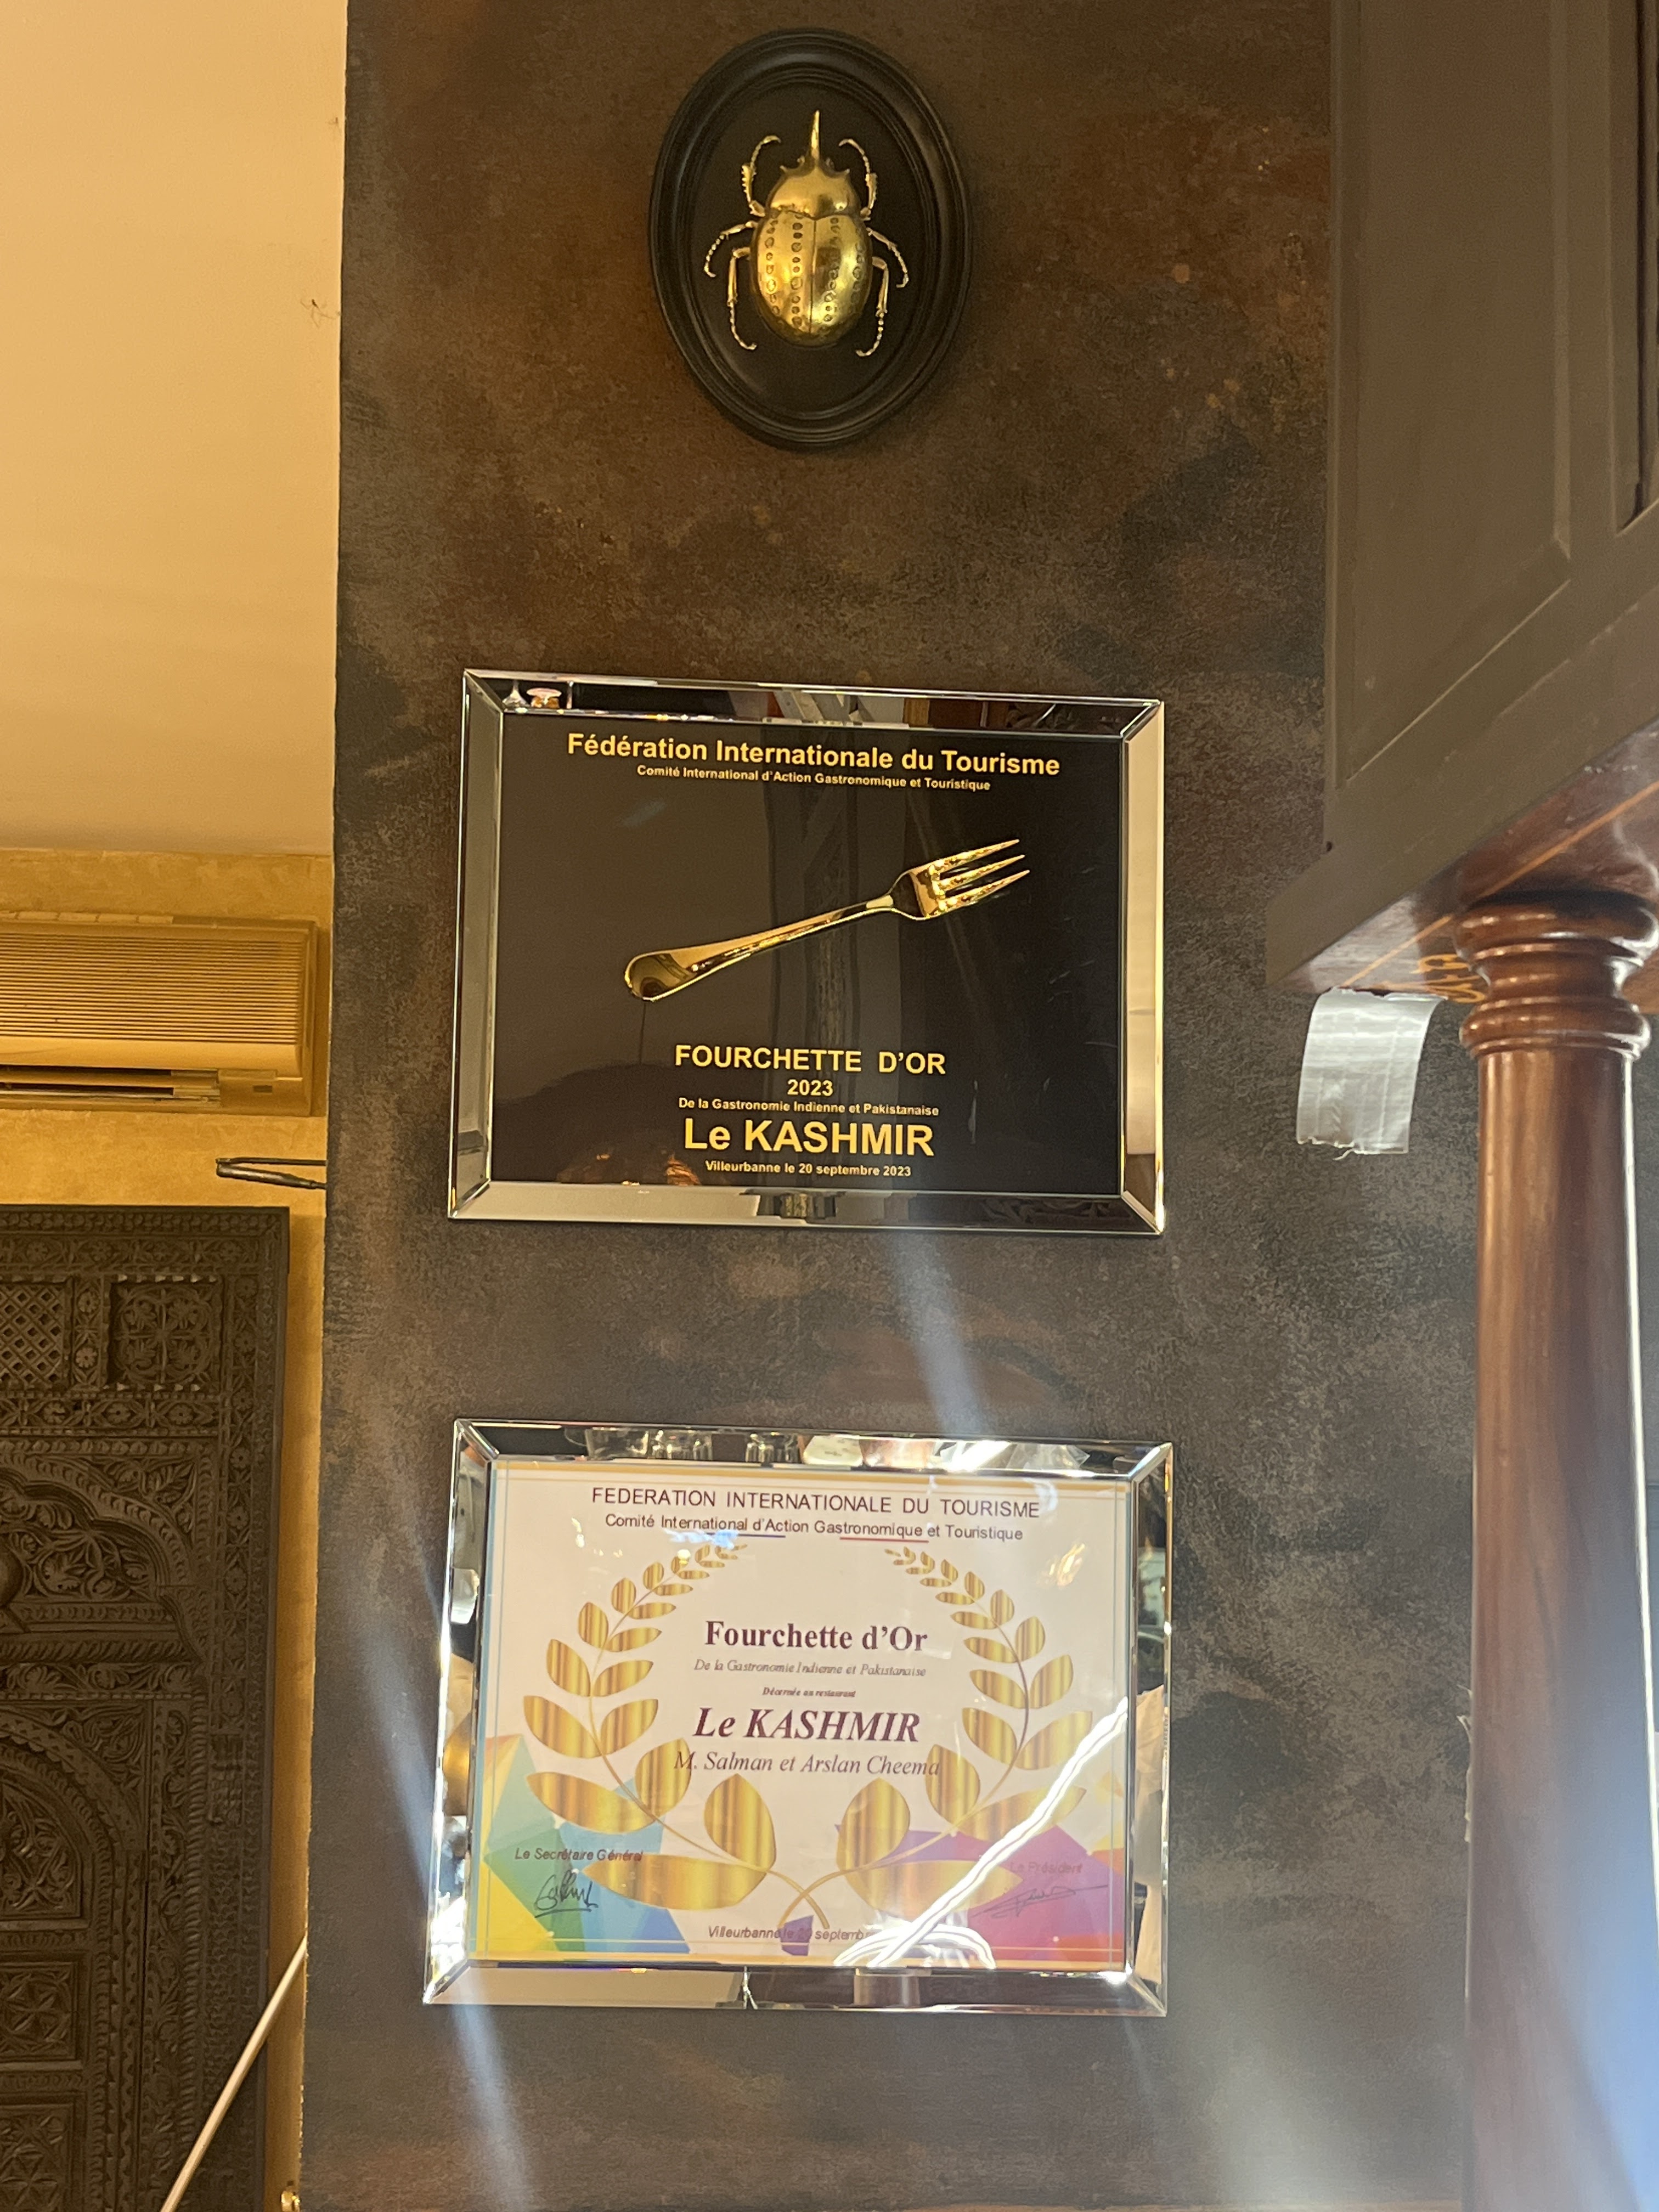 Fédération Internationale du Tourisme
Comité International d'Action Gastronomique et Touristique
FOURCHETTE D'OR
2023
De la Gastronomie Indienne et Pakistanaise
Le KASHMIR
Villeurbanne le 20 septembre 2023
FEDERATION INTERNATIONALE DU TOURISME
Comité International d'Action Gastronomique et Touristique
Fourchette d'Or
De la Gastronomie Indienne et Pakistanaise
Décernée au restaurant
Le KASHMIR
M. Salman et Arslan Cheema
Le Secrétaire Général
Le Président
Villeurbanne le